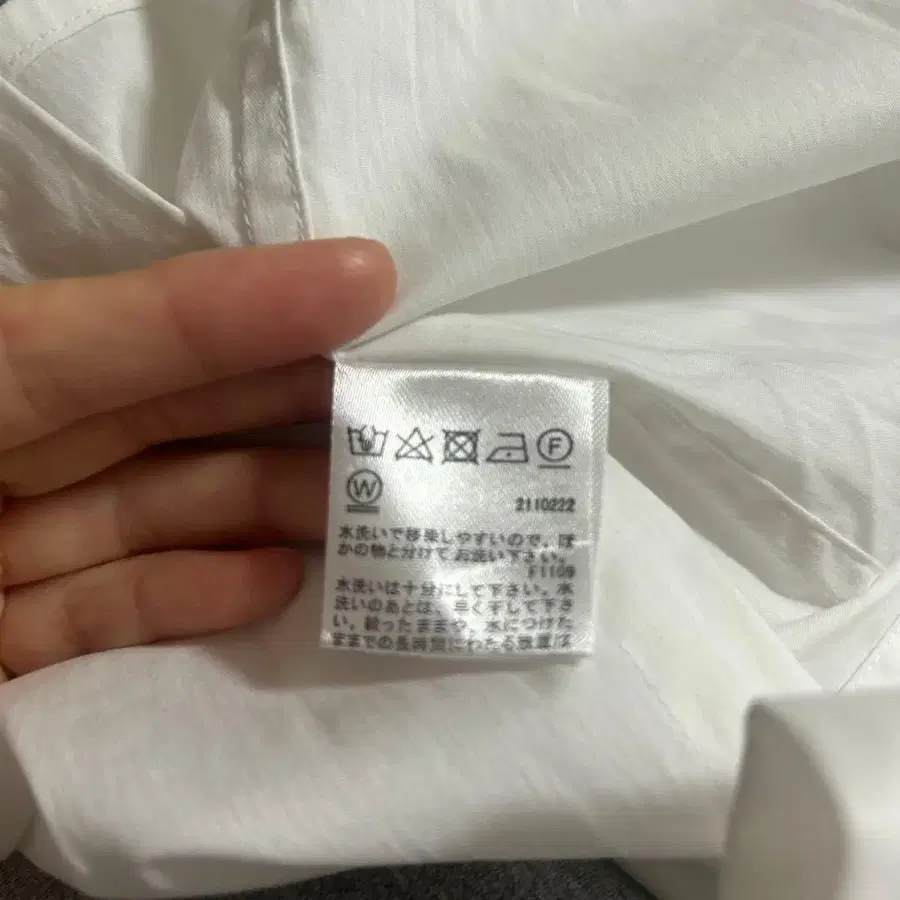 F
W
2110222
水洗いで移染しやすいので、ほ
かの物と分けてお洗い下さい。
F1109
水洗いは十分にして下さい。水
洗いのあとは、早く干して下さ
い。絞ったままや、水につけた
ままでの長時間にわたる放置は